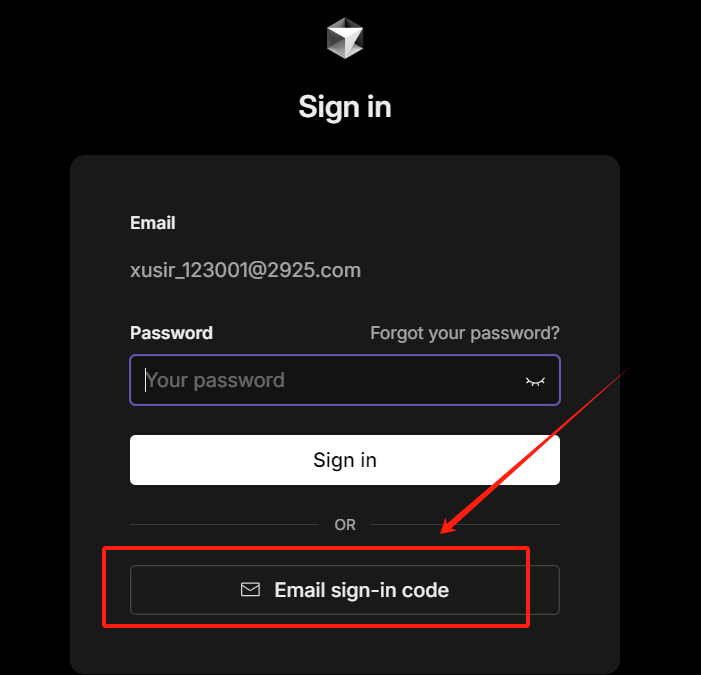 Sign in
Email
xusir_123001@2925.com
Password Forgot your password?
Your password
Sign in
OR
Email sign-in code